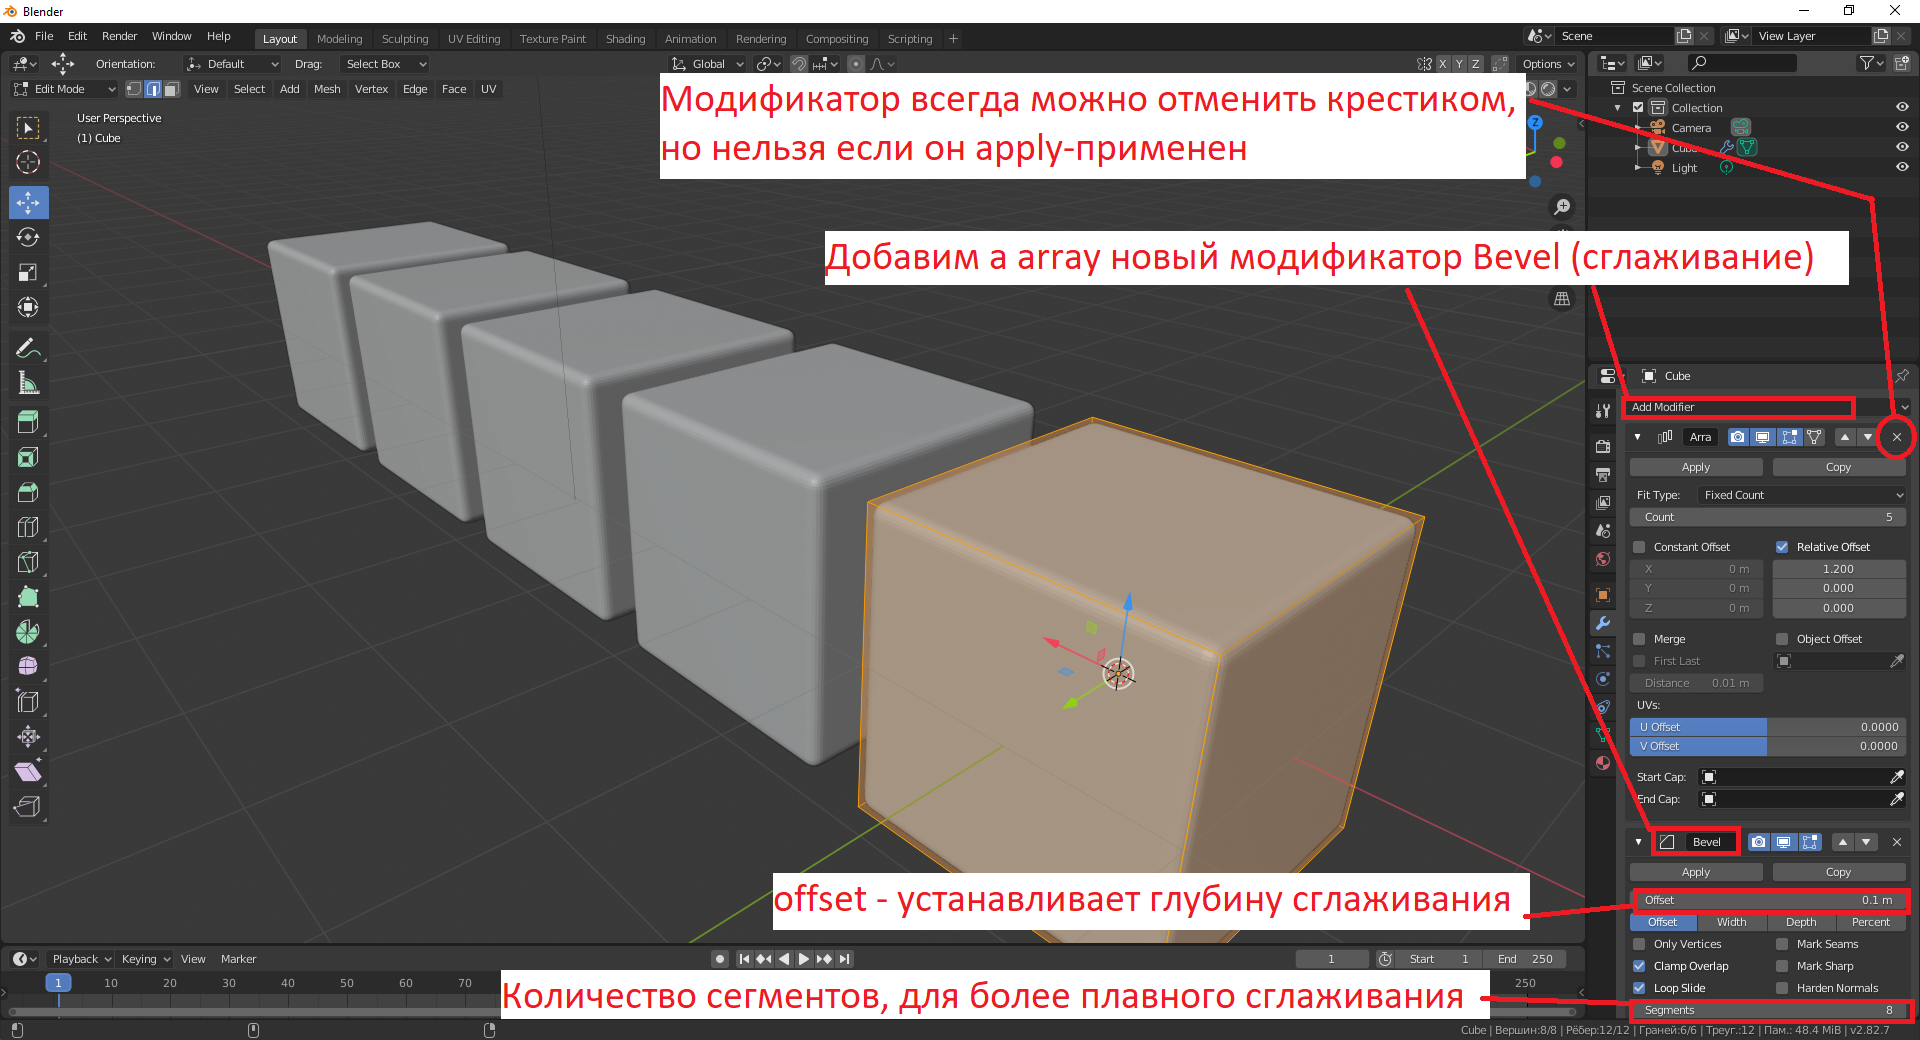 Blender
File Edit Render Window Help
Layout Modeling Sculpting UV Editing Texture Paint Shading Animation Rendering Compositing Scripting +
Scene
View Layer
Orientation: Default Drag: Select Box
Global
X Y Z Options
Edit Mode View Select Add Mesh Vertex Edge Face UV
User Perspective
(1) Cube
Модификатор всегда можно отменить крестиком,
но нельзя если он apply-применен
Z
Scene Collection
Collection
Camera
Light
Добавим а array новый модификатор Bevel (сглаживание)
Cube
Add Modifier
Arra
Apply Copy
Fit Type: Fixed Count
Count 5
Constant Offset Relative Offset
X 0 m 1.200
Y 0 m 0.000
Z 0 m 0.000
Merge Object Offset
First Last
Distance 0.01 m
UVs:
U Offset 0.0000
V Offset 0.0000
Start Cap:
End Cap:
Bevel
Apply Copy
offset - устанавливает глубину сглаживания
Offset 0.1 m
Offset Width Depth Percent
Only Vertices Mark Seams
Clamp Overlap Mark Sharp
Loop Slide Harden Normals
Segments 8
Playback Keying View Marker
1 Start 1 End 250
1 10 20 30 40 50 60 70 250
Количество сегментов, для более плавного сглаживания
Cube | Вершин:8/8 | Рёбер:12/12 | Граней:6/6 | Треуг.:12 | Пам.: 48.4 MiB | v2.82.7